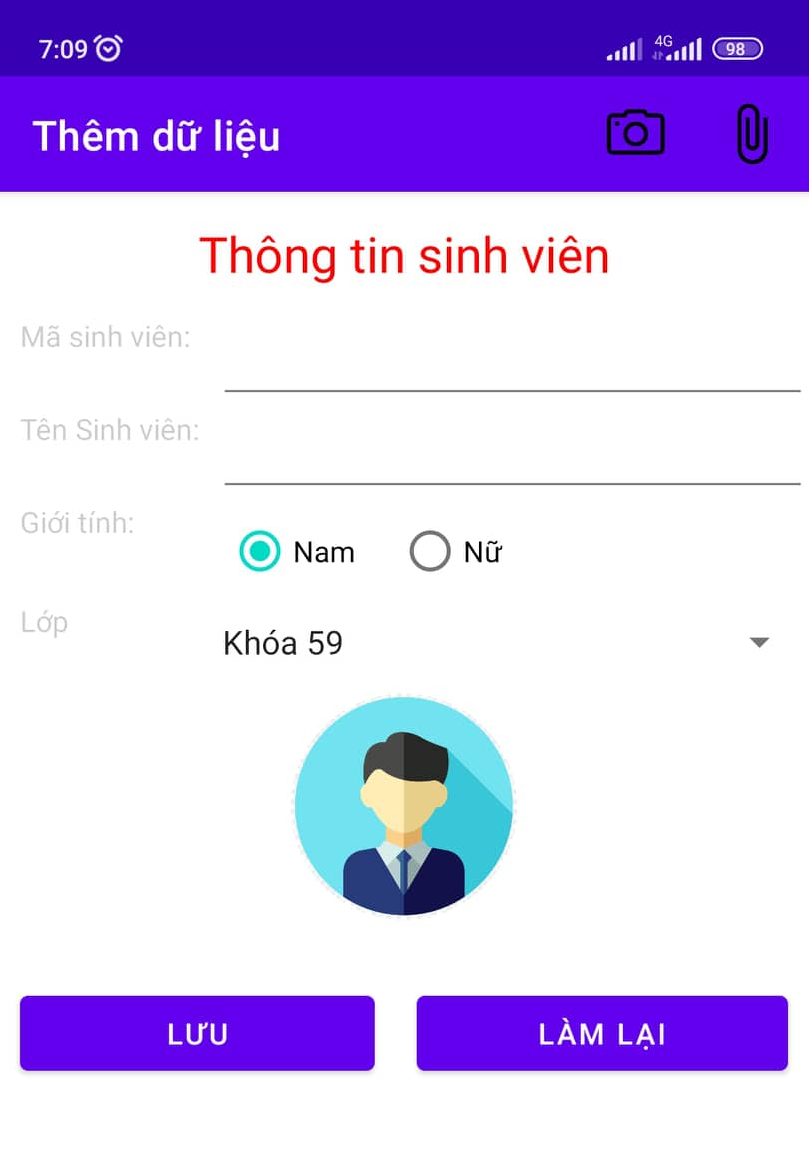 7:09 4G 98
Thêm dữ liệu
Thông tin sinh viên
Mã sinh viên:
Tên Sinh viên:
Giới tính:
Nam Nữ
Lớp
Khóa 59
LƯU LÀM LẠI